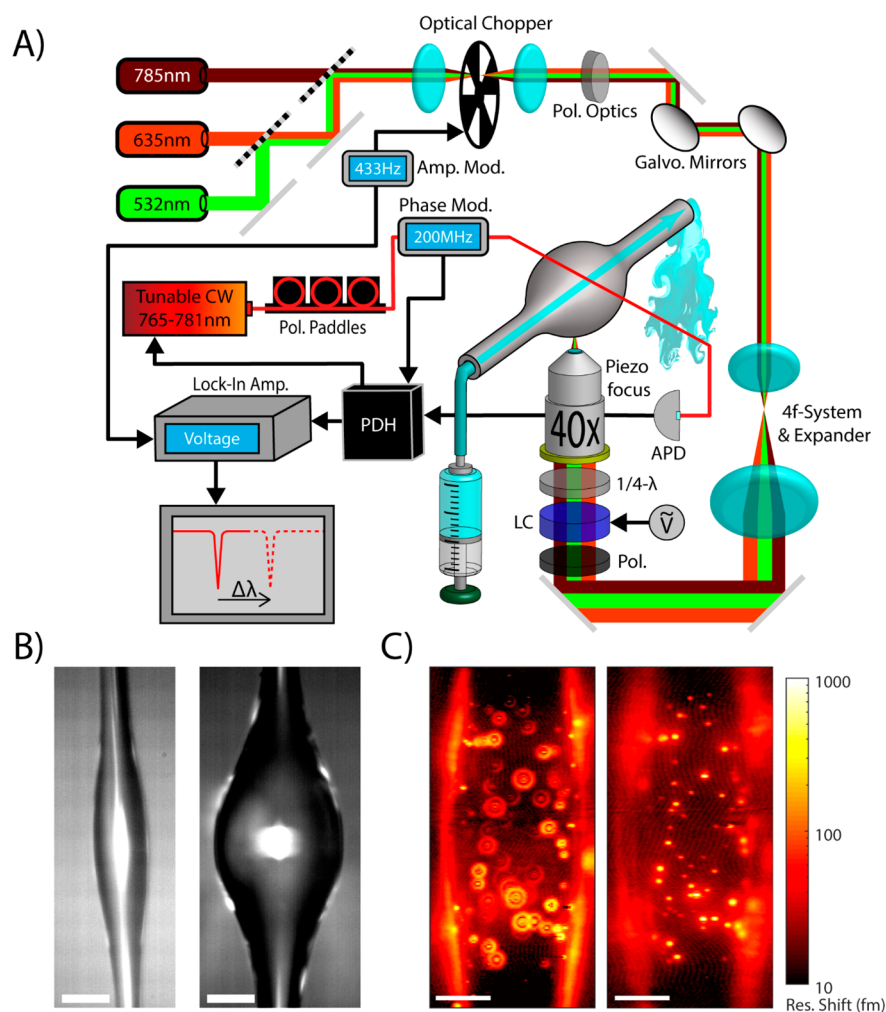 A)
Optical Chopper
785nm
635nm
532nm
Pol. Optics
Galvo. Mirrors
433Hz
Amp. Mod.
Phase Mod.
200MHz
Tunable CW
765-781nm
Pol. Paddles
Lock-In Amp.
Voltage
PDH
Piezo
focus
40x
APD
4f-System
& Expander
1/4-λ
LC
Ṽ
Pol.
Δλ
B)
C)
1000
100
10
Res. Shift (fm)